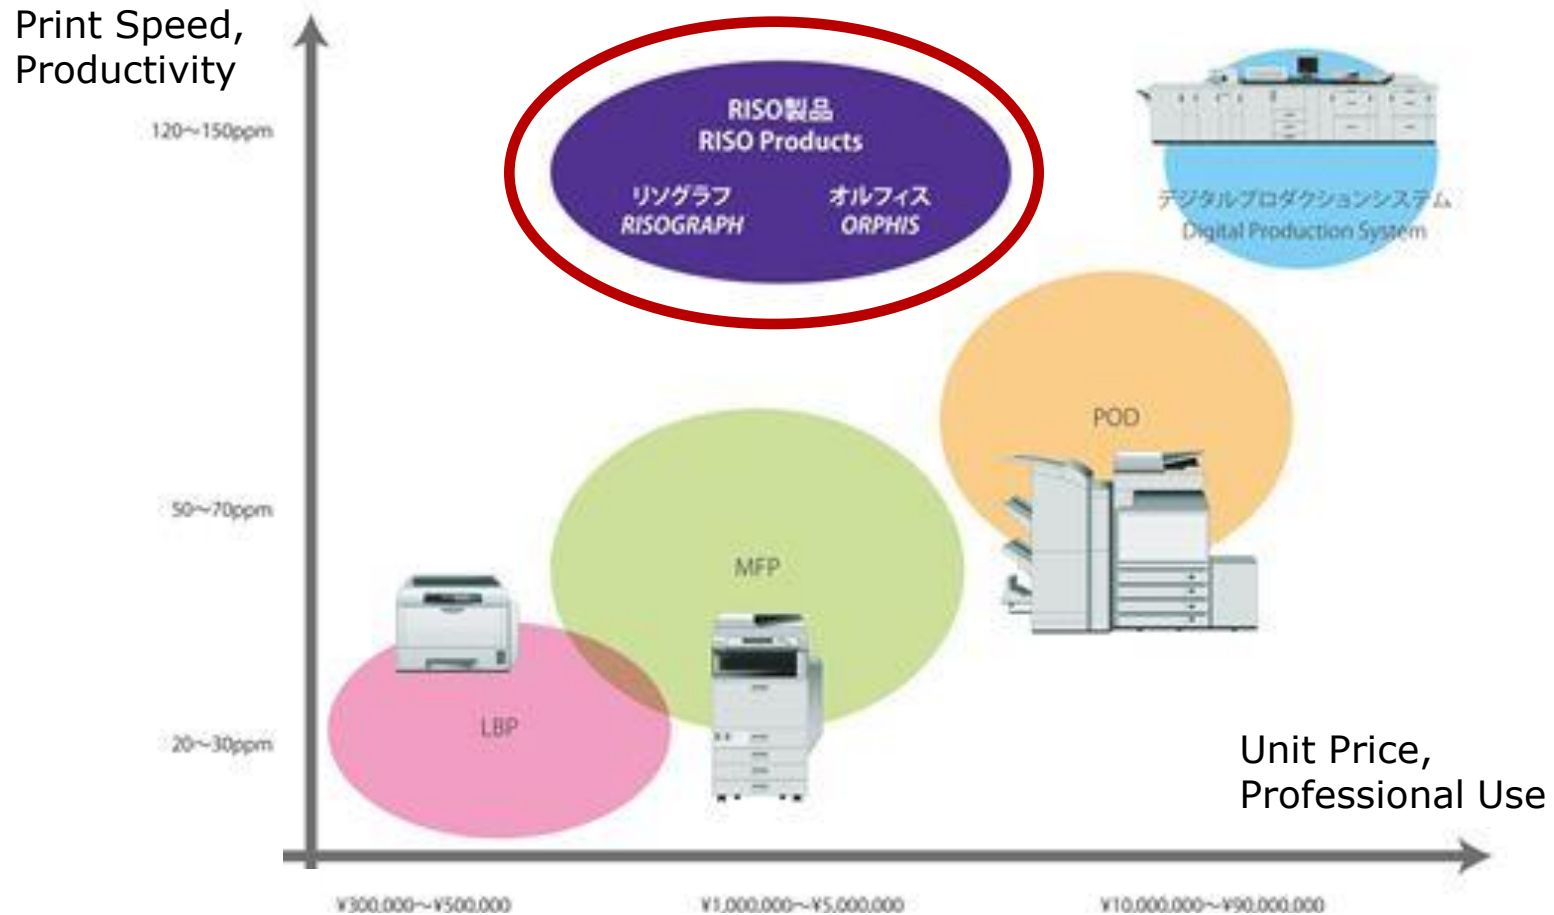 Print Speed,
Productivity
120～150ppm
RISO製品
RISO Products
リソグラフ
RISOGRAPH
オルフィス
ORPHIS
デジタルプロダクションシステム
Digital Production System
POD
50～70ppm
MFP
LBP
20～30ppm
Unit Price,
Professional Use
¥300,000～¥500,000
¥1,000,000～¥5,000,000
¥10,000,000～¥90,000,000